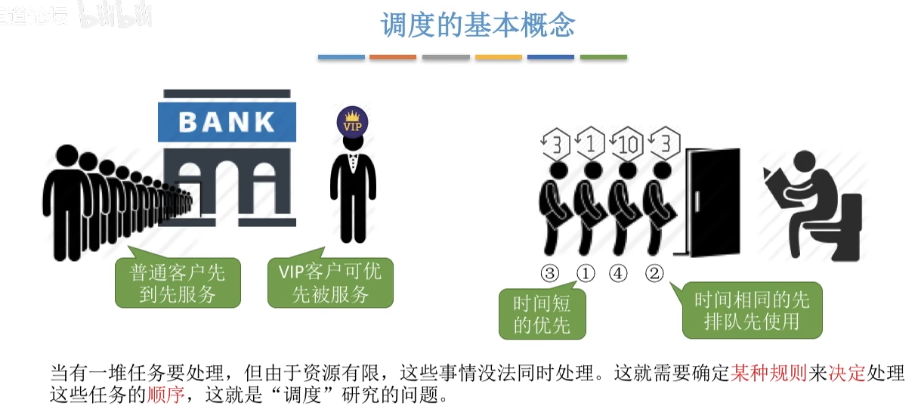 调度的基本概念
BANK
VIP
3 1 10 3
普通客户先
到先服务
VIP客户可优
先被服务
③ ① ④ ②
时间短
的优先
时间相同的先
排队先使用
当有一堆任务要处理，但由于资源有限，这些事情没法同时处理。这就需要确定某种规则来决定处理
这些任务的顺序，这就是“调度”研究的问题。